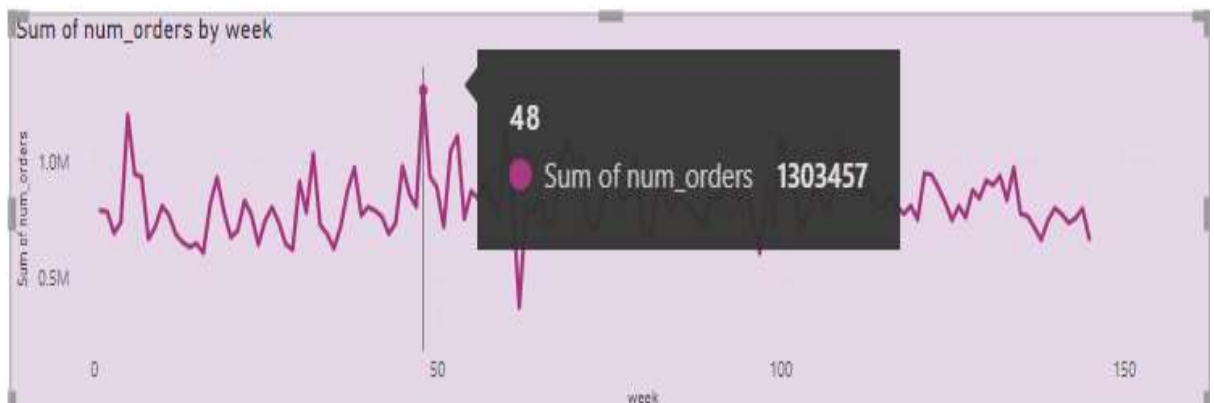 Sum of num_orders by week
48
Sum of num_orders 1303457
Sum of num_orders
1.0M
0.5M
0 50 100 150
week